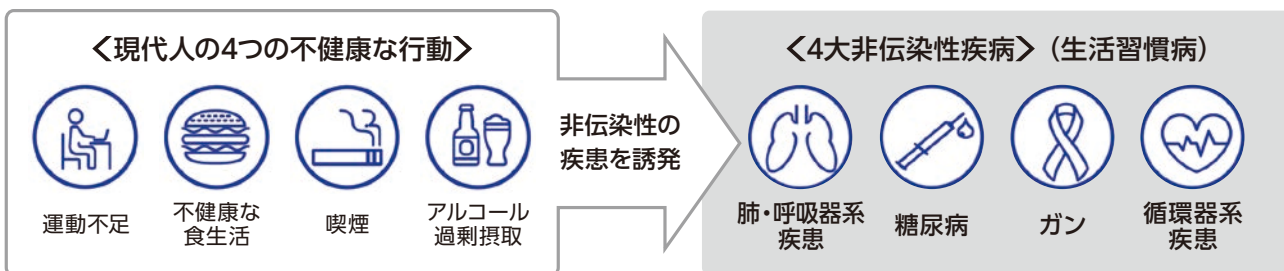 <現代人の4つの不健康な行動>
運動不足
不健康な
食生活
喫煙
アルコール
過剰摂取
非伝染性の
疾患を誘発
<4大非伝染性疾病>(生活習慣病)
肺・呼吸器系
疾患
糖尿病
ガン
循環器系
疾患